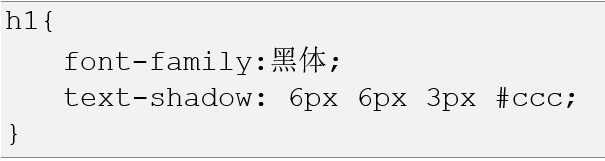 h1{
    font-family:黑体;
    text-shadow: 6px 6px 3px #ccc;
}